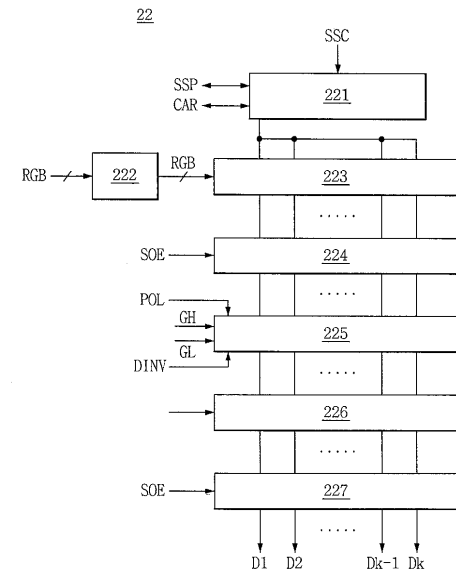 22
SSC
SSP
221
CAR
RGB
222
RGB
223
.....
SOE
224
.....
POL
GH
225
GL
DINV
.....
226
.....
SOE
227
.....
D1 D2 Dk-1 Dk